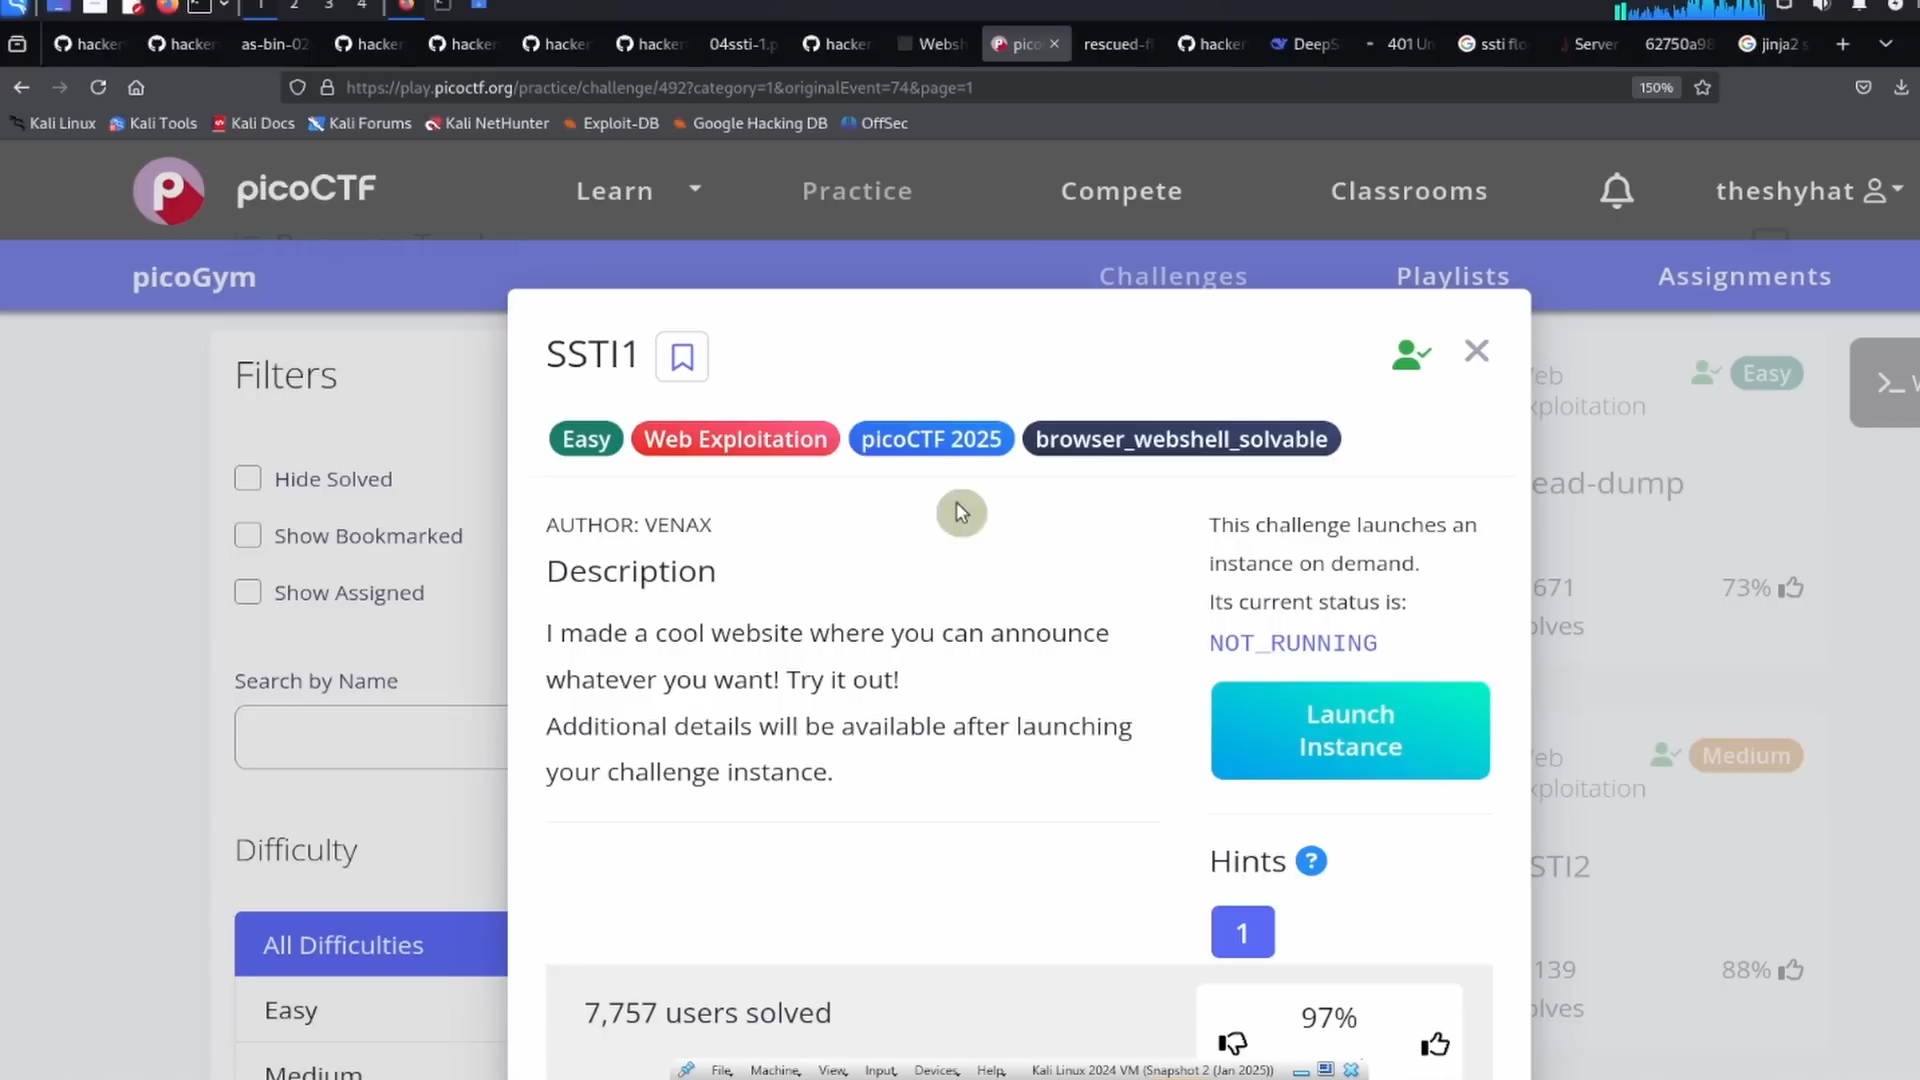 1 2 3 4
hacker hacker as-bin-02 hacker hacker hacker hacker 04ssti-1.p hacker Websh pico rescued-fl hacker DeepS 401 Un ssti fl Server 62750a98 jinja2 s
https://play.picoctf.org/practice/challenge/492?category=1&originalEvent=74&page=1
150%
Kali Linux Kali Tools Kali Docs Kali Forums Kali NetHunter Exploit-DB Google Hacking DB OffSec
picoCTF Learn Practice Compete Classrooms theshyhat
picoGym Challenges Playlists Assignments
SSTI1
Easy Web Exploitation picoCTF 2025 browser_webshell_solvable
AUTHOR: VENAX
Description
I made a cool website where you can announce
whatever you want! Try it out!
Additional details will be available after launching
your challenge instance.
This challenge launches an
instance on demand.
Its current status is:
NOT_RUNNING
Launch
Instance
Hints ?
1
7,757 users solved
97%
Filters
Hide Solved
Show Bookmarked
Show Assigned
Search by Name
Difficulty
All Difficulties
Easy
Medium
eb
xploitation
Easy
ead-dump
671
olves
73%
eb
xploitation
Medium
STI2
139
olves
88%
File Machine View Input Devices Help Kali Linux 2024 VM (Snapshot 2 (Jan 2025))